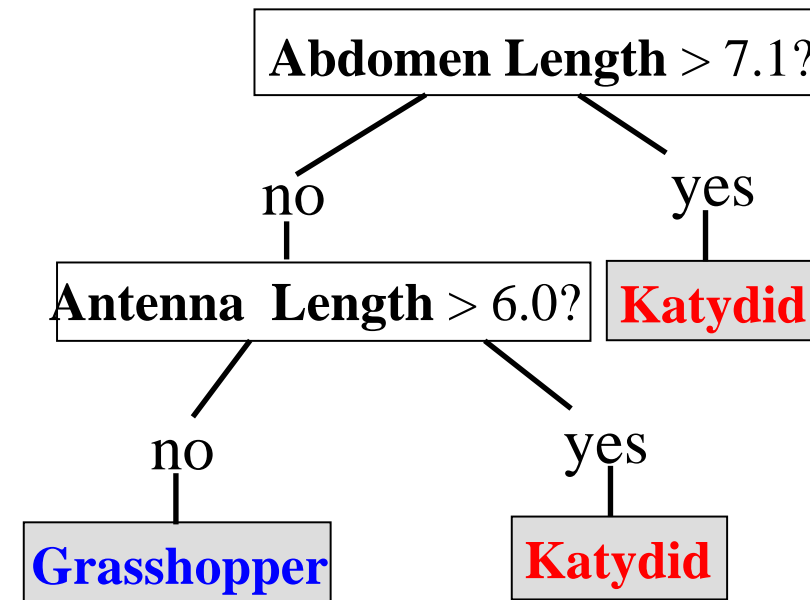 Abdomen Length > 7.1?
no
yes
Antenna Length > 6.0?
Katydid
no
yes
Grasshopper
Katydid